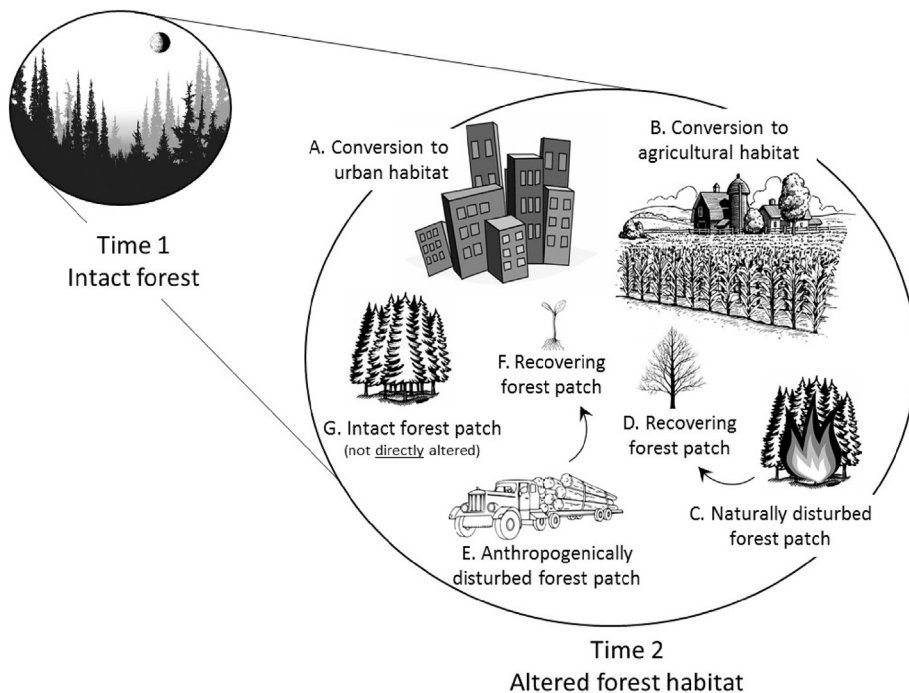 Time 1
Intact forest
A. Conversion to
urban habitat
B. Conversion to
agricultural habitat
F. Recovering
forest patch
G. Intact forest patch
(not directly altered)
D. Recovering
forest patch
C. Naturally disturbed
forest patch
E. Anthropogenically
disturbed forest patch
Time 2
Altered forest habitat